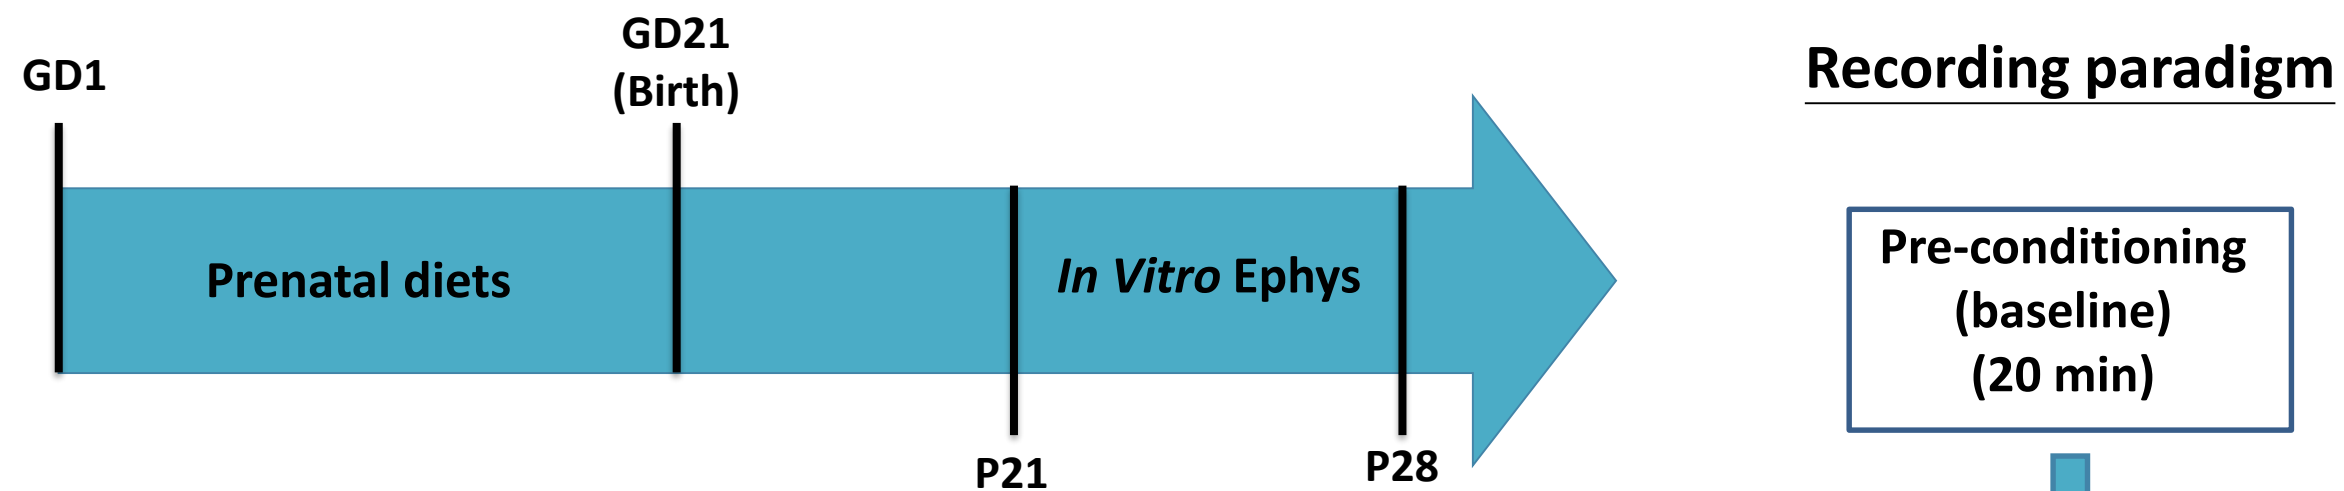 GD1
GD21
(Birth)
Prenatal diets
In Vitro Ephys
P21
P28
Recording paradigm
Pre-conditioning
(baseline)
(20 min)